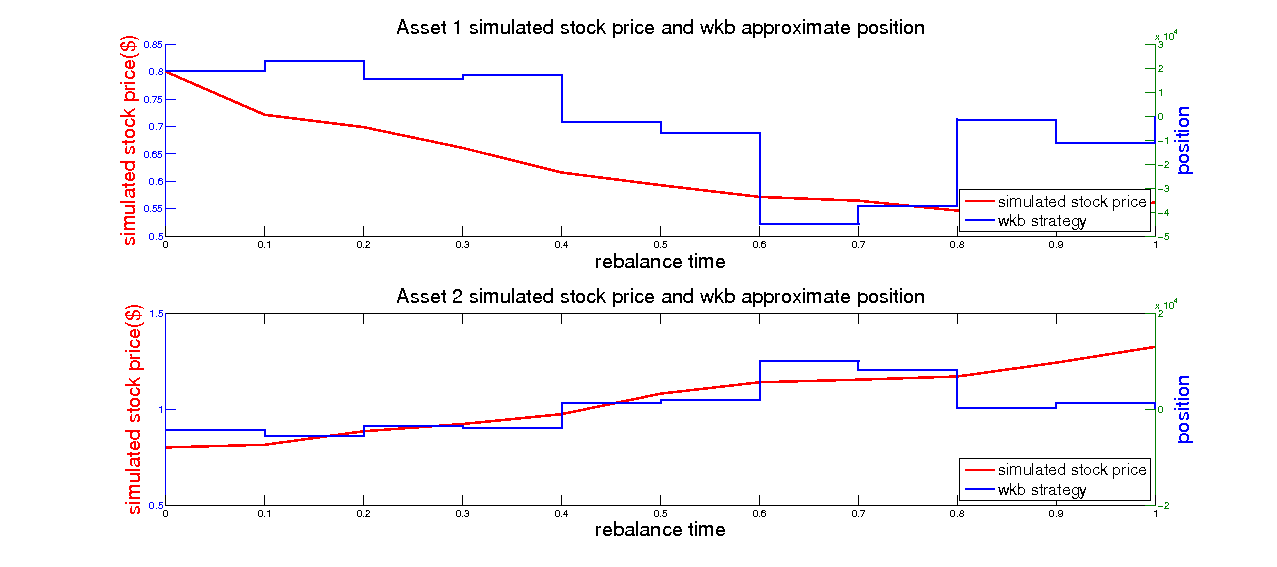 Asset 1 simulated stock price and wkb approximate position
simulated stock price($)
0.85
0.8
0.75
0.7
0.65
0.6
0.55
0.5
x 10^4
3
2
1
0
-1
-2
-3
-4
-5
position
simulated stock price
wkb strategy
0 0.1 0.2 0.3 0.4 0.5 0.6 0.7 0.8 0.9 1
rebalance time
Asset 2 simulated stock price and wkb approximate position
simulated stock price($)
1.5
1
0.5
x 10^4
2
0
-2
position
simulated stock price
wkb strategy
0 0.1 0.2 0.3 0.4 0.5 0.6 0.7 0.8 0.9 1
rebalance time